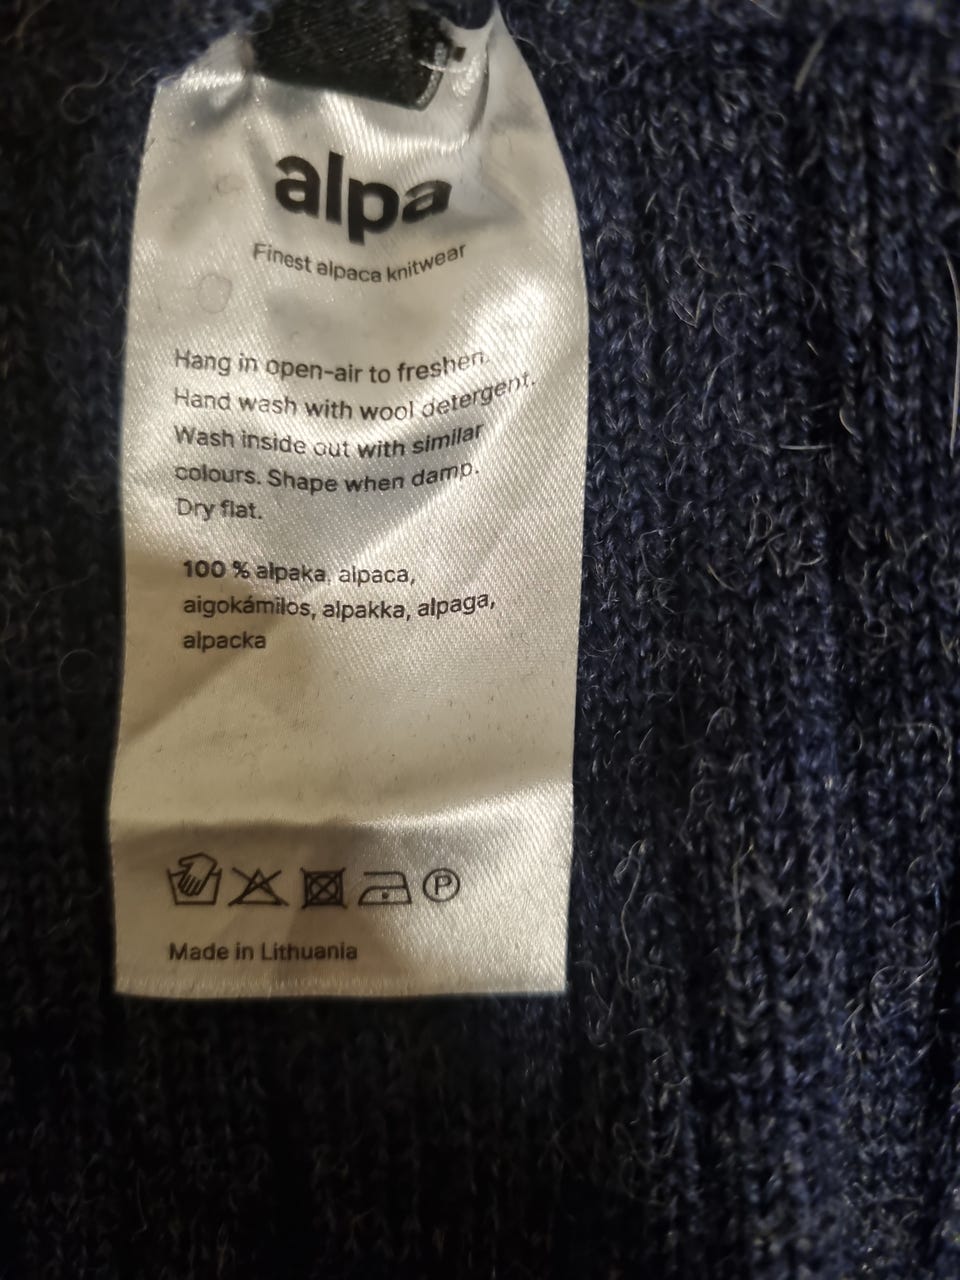 alpa
Finest alpaca knitwear
Hang in open-air to freshen.
Hand wash with wool detergent.
Wash inside out with similar
colours. Shape when damp.
Dry flat.
100 % alpaka, alpaca,
aigokámilos, alpakka, alpaga,
alpacka
P
Made in Lithuania